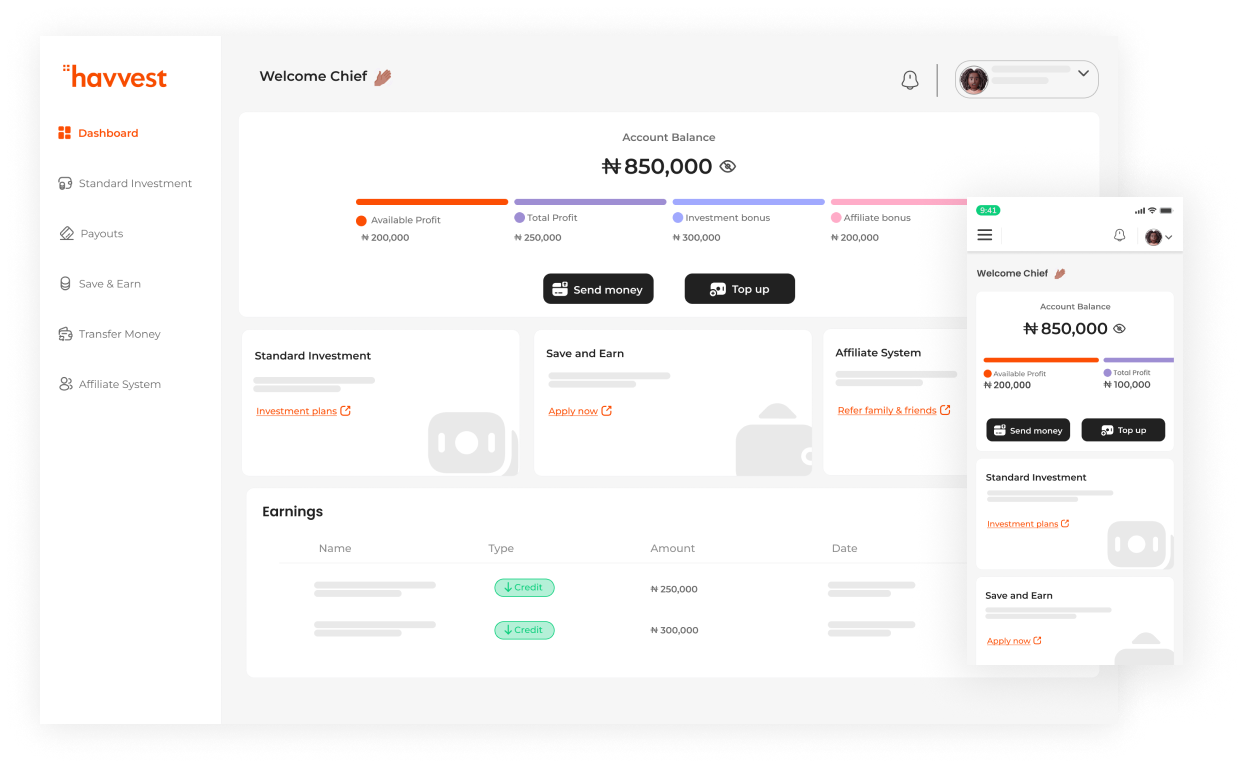 havvest
Dashboard
Standard Investment
Payouts
Save & Earn
Transfer Money
Affiliate System
Welcome Chief
Account Balance
₦850,000
Available Profit
₦ 200,000
Total Profit
₦ 250,000
Investment bonus
₦ 300,000
Affiliate bonus
₦ 200,000
Send money
Top up
Standard Investment
Investment plans
Save and Earn
Apply now
Affiliate System
Refer family & friends
Earnings
Name Type Amount Date
Credit ₦ 250,000
Credit ₦ 300,000
9:41
Welcome Chief
Account Balance
₦850,000
Available Profit
₦ 200,000
Total Profit
₦ 100,000
Send money
Top up
Standard Investment
Investment plans
Save and Earn
Apply now